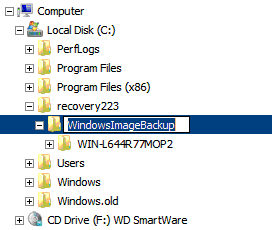 Computer
Local Disk (C:)
PerfLogs
Program Files
Program Files (x86)
recovery223
WindowsImageBackup
WIN-L644R77MOP2
Users
Windows
Windows.old
CD Drive (F:) WD SmartWare